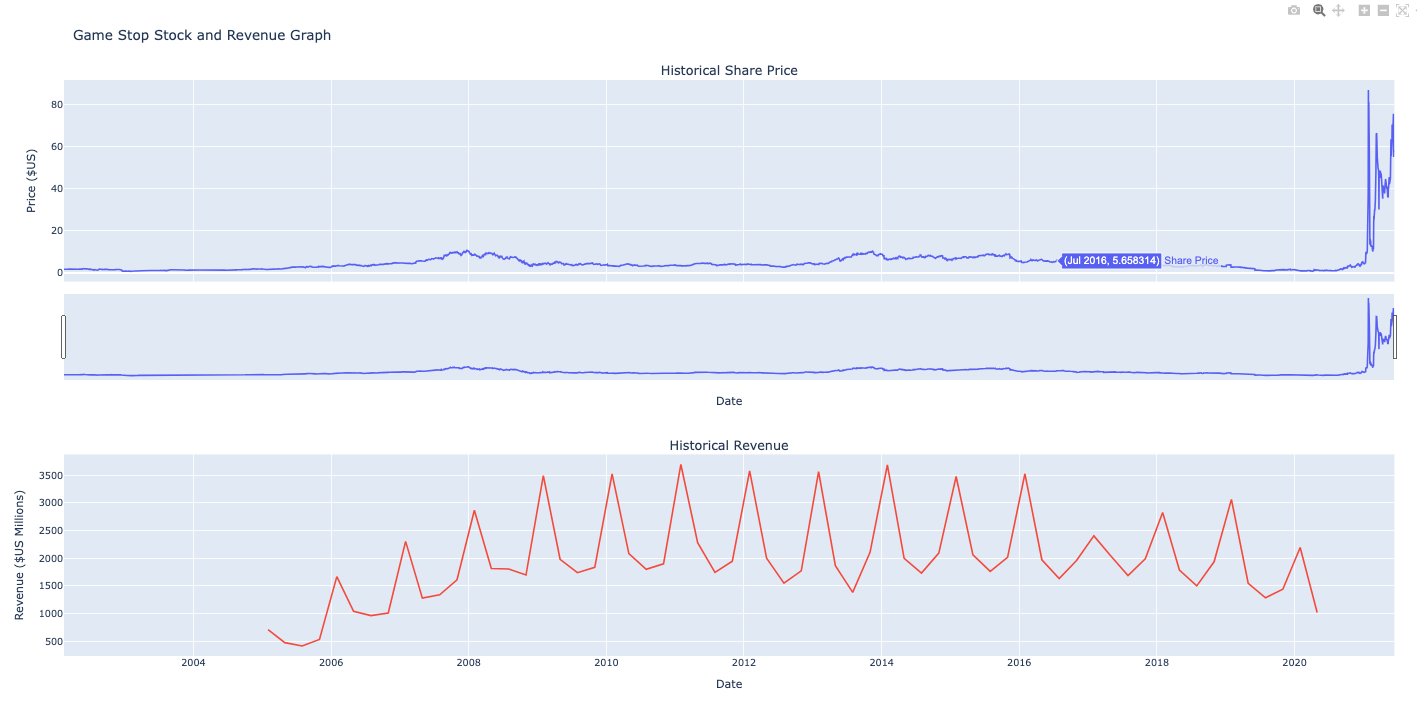 Game Stop Stock and Revenue Graph
Historical Share Price
80
60
40
20
0
Price ($US)
(Jul 2016, 5.658314) Share Price
Date
Historical Revenue
3500
3000
2500
2000
1500
1000
500
Revenue ($US Millions)
2004 2006 2008 2010 2012 2014 2016 2018 2020
Date